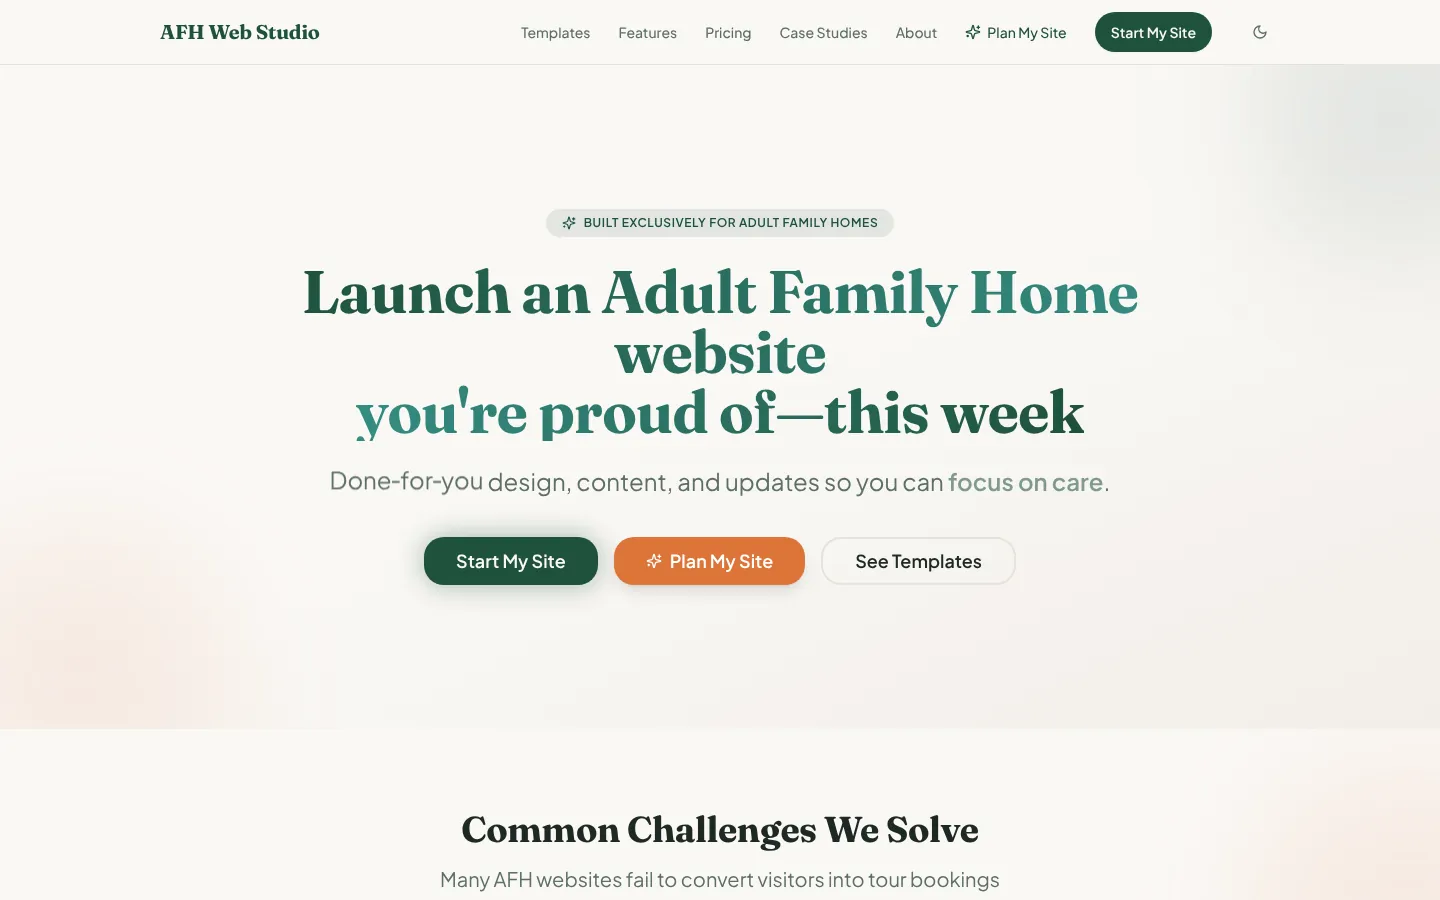 AFH Web Studio
Templates
Features
Pricing
Case Studies
About
Plan My Site
Start My Site
BUILT EXCLUSIVELY FOR ADULT FAMILY HOMES
Launch an Adult Family Home
website
you're proud of—this week
Done-for-you design, content, and updates so you can focus on care.
Start My Site
Plan My Site
See Templates
Common Challenges We Solve
Many AFH websites fail to convert visitors into tour bookings